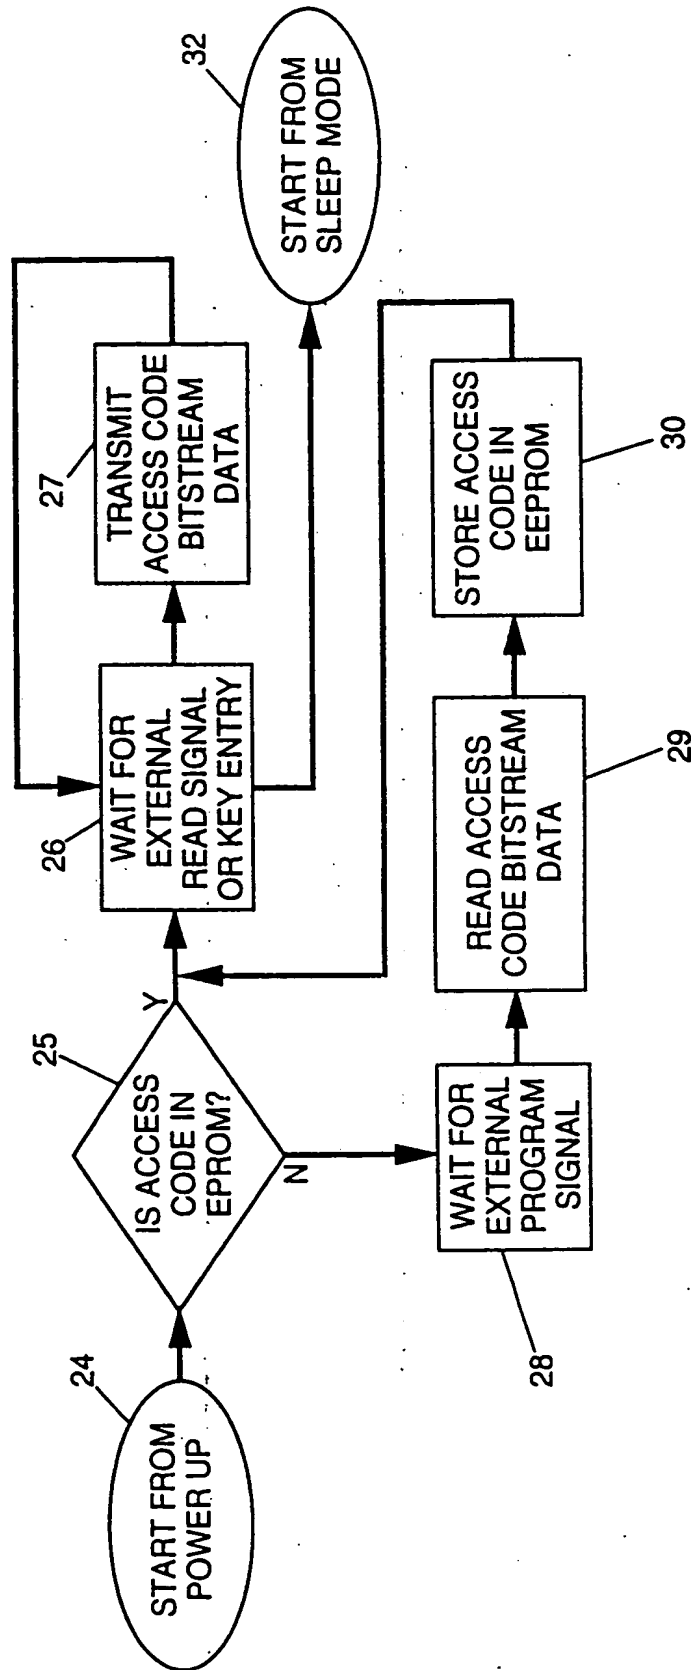 24
START FROM
POWER UP
25
IS ACCESS
CODE IN
EPROM?
Y
N
26
WAIT FOR
EXTERNAL
READ SIGNAL
OR KEY ENTRY
27
TRANSMIT
ACCESS CODE
BITSTREAM
DATA
32
START FROM
SLEEP MODE
28
WAIT FOR
EXTERNAL
PROGRAM
SIGNAL
29
READ ACCESS
CODE BITSTREAM
DATA
30
STORE ACCESS
CODE IN
EEPROM